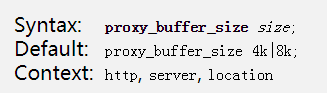 Syntax: proxy_buffer_size size;
Default: proxy_buffer_size 4k|8k;
Context: http, server, location